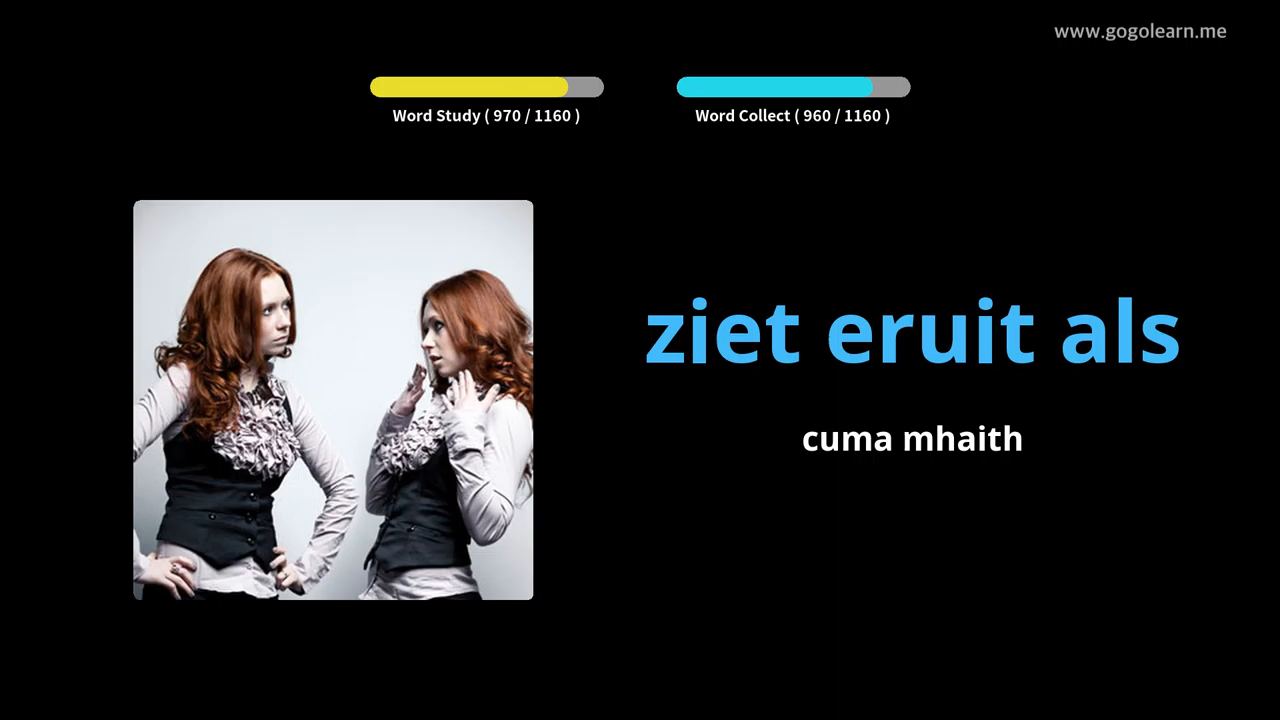 www.gogolearn.me
Word Study ( 970 / 1160 )
Word Collect ( 960 / 1160 )
ziet eruit als
cuma mhaith